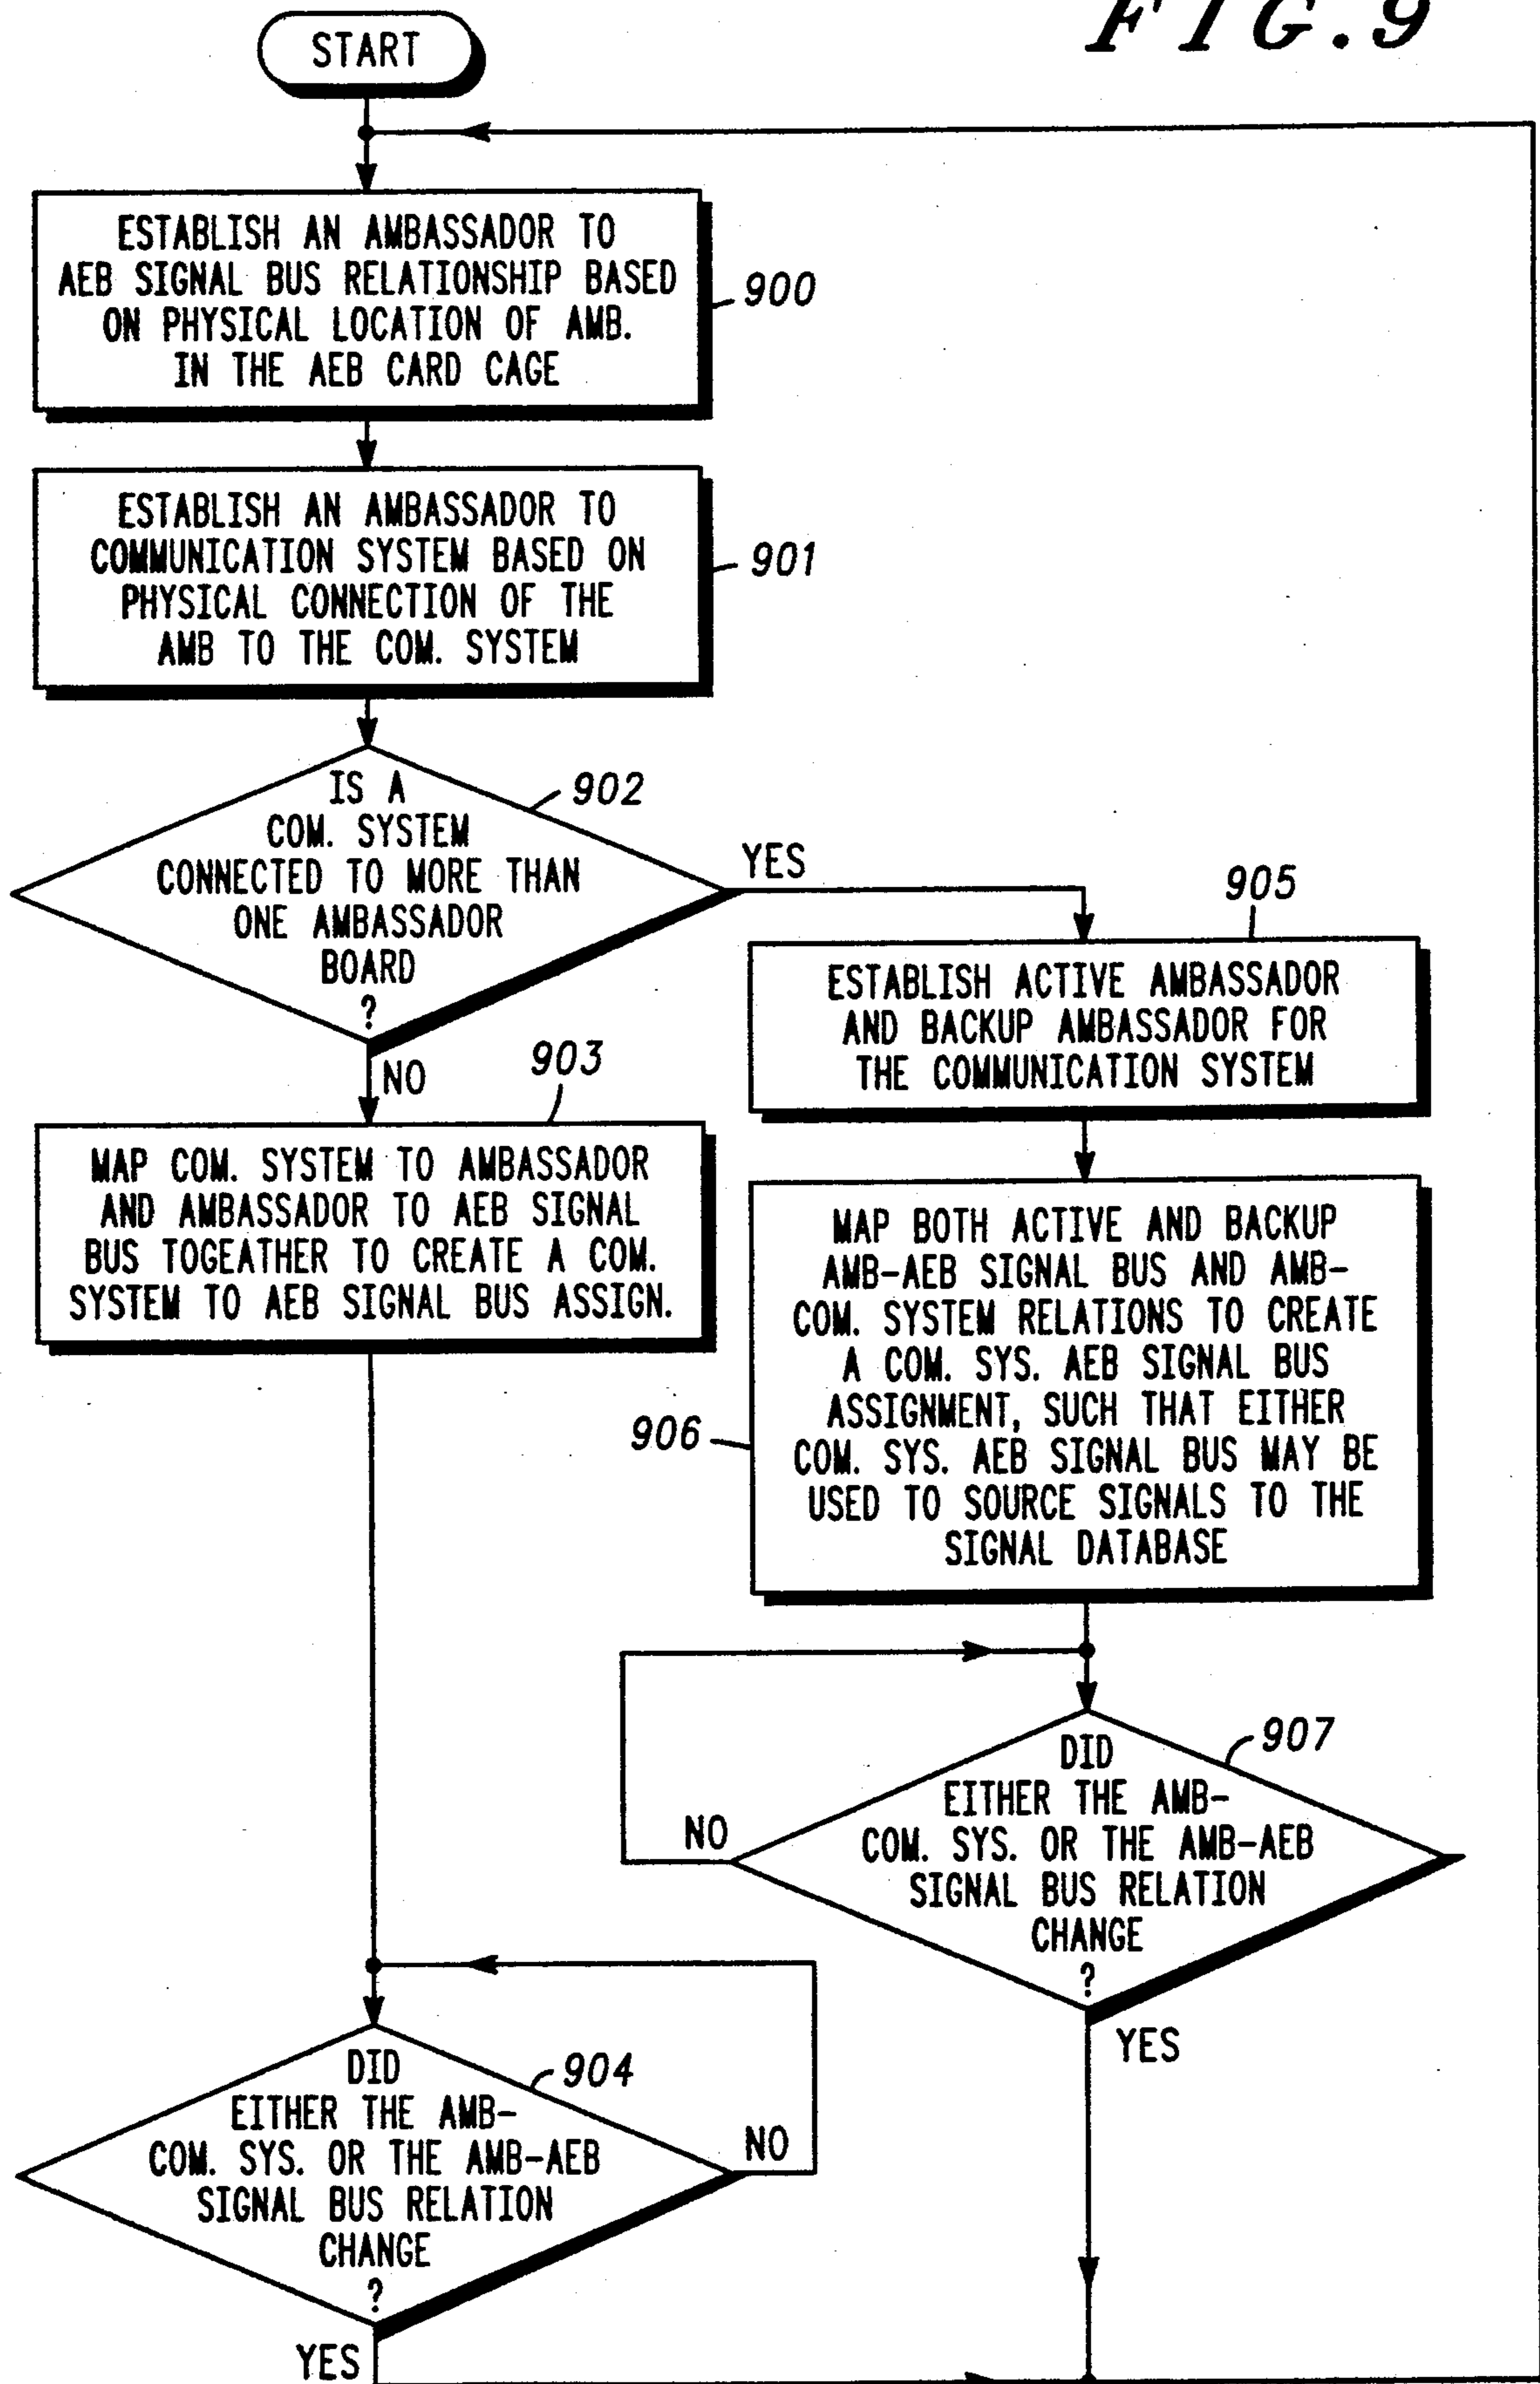 FIG.9
START
ESTABLISH AN AMBASSADOR TO
AEB SIGNAL BUS RELATIONSHIP BASED
ON PHYSICAL LOCATION OF AMB.
IN THE AEB CARD CAGE
900
ESTABLISH AN AMBASSADOR TO
COMMUNICATION SYSTEM BASED ON
PHYSICAL CONNECTION OF THE
AMB TO THE COM. SYSTEM
901
IS A
COM. SYSTEM
CONNECTED TO MORE THAN
ONE AMBASSADOR
BOARD
?
902
YES
NO
903
MAP COM. SYSTEM TO AMBASSADOR
AND AMBASSADOR TO AEB SIGNAL
BUS TOGEATHER TO CREATE A COM.
SYSTEM TO AEB SIGNAL BUS ASSIGN.
905
ESTABLISH ACTIVE AMBASSADOR
AND BACKUP AMBASSADOR FOR
THE COMMUNICATION SYSTEM
MAP BOTH ACTIVE AND BACKUP
AMB-AEB SIGNAL BUS AND AMB-
COM. SYSTEM RELATIONS TO CREATE
A COM. SYS. AEB SIGNAL BUS
ASSIGNMENT, SUCH THAT EITHER
COM. SYS. AEB SIGNAL BUS MAY BE
USED TO SOURCE SIGNALS TO THE
SIGNAL DATABASE
906
DID
EITHER THE AMB-
COM. SYS. OR THE AMB-AEB
SIGNAL BUS RELATION
CHANGE
?
907
NO
YES
DID
EITHER THE AMB-
COM. SYS. OR THE AMB-AEB
SIGNAL BUS RELATION
CHANGE
?
904
NO
YES